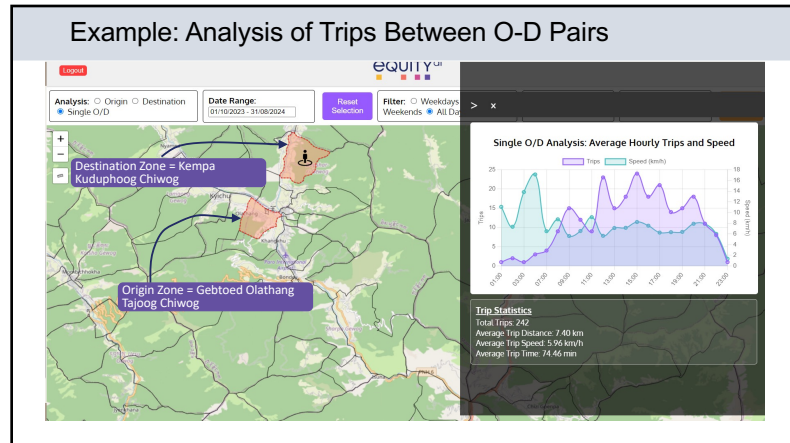 Example: Analysis of Trips Between O-D Pairs
Logout
equity
Analysis: Origin Destination
Single O/D
Date Range:
01/10/2023 - 31/08/2024
Reset
Selection
Filter: Weekdays
Weekends All Da
> ×
+
−
Destination Zone = Kempa
Kuduphoog Chiwog
Origin Zone = Gebtoed Olathang
Tajoog Chiwog
Khangkhu
Single O/D Analysis: Average Hourly Trips and Speed
Trips Speed (km/h)
25
20
15
10
5
0
Trips
18
16
14
12
10
8
6
4
2
0
Speed (km/h)
01:00 03:00 05:00 07:00 09:00 11:00 13:00 15:00 17:00 19:00 21:00 23:00
Trip Statistics
Total Trips: 242
Average Trip Distance: 7.40 km
Average Trip Speed: 5.96 km/h
Average Trip Time: 74.46 min